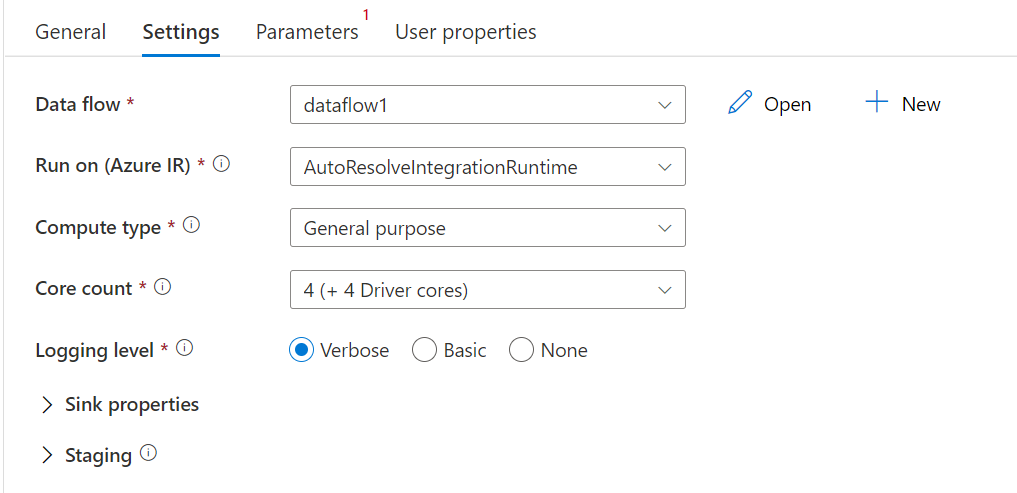 General Settings Parameters 1 User properties
Data flow * dataflow1 Open New
Run on (Azure IR) * AutoResolveIntegrationRuntime
Compute type * General purpose
Core count * 4 (+ 4 Driver cores)
Logging level * Verbose Basic None
Sink properties
Staging